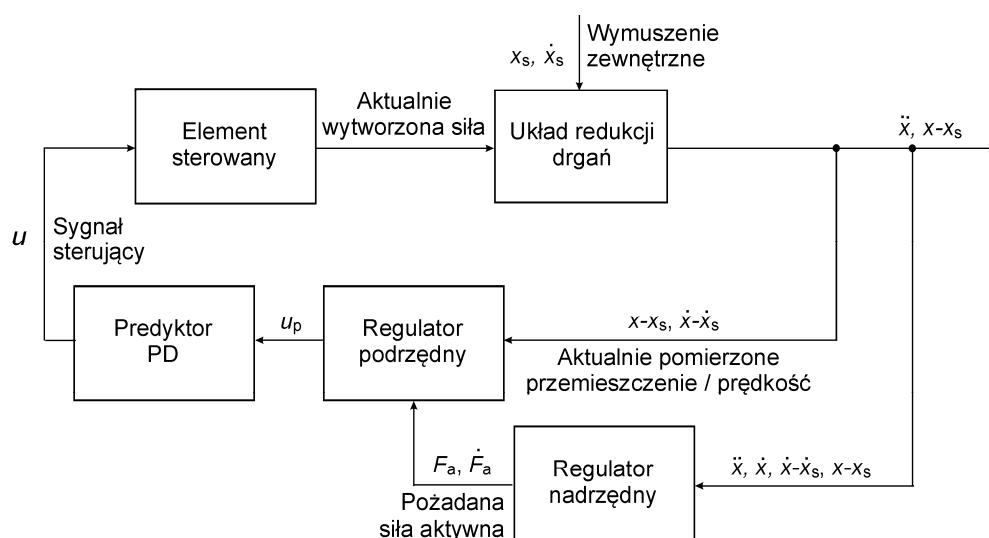 Wymuszenie
zewnętrzne
xs, ẋs
Element
sterowany
Aktualnie
wytworzona siła
Układ redukcji
drgań
ẍ, x-xs
u
Sygnał
sterujący
Predyktor
PD
up
Regulator
podrzędny
x-xs, ẋ-ẋs
Aktualnie pomierzone
przemieszczenie / prędkość
Fa, Ḟa
Pożądana
siła aktywna
Regulator
nadrzędny
ẍ, ẋ, ẋ-ẋs, x-xs